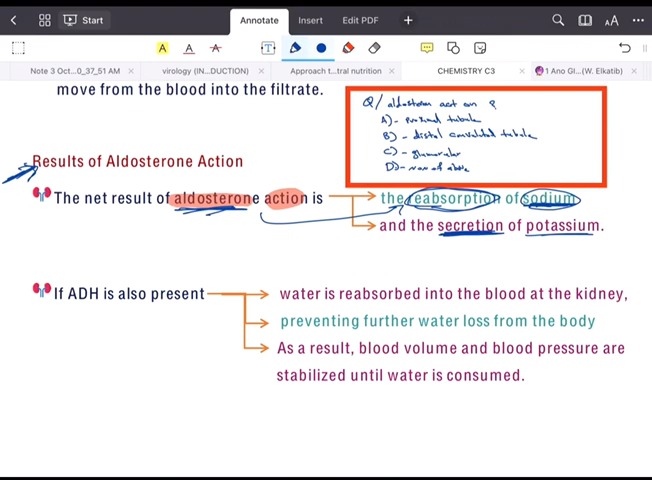 Start
Annotate
Insert
Edit PDF
Note 3 Oct...0_37_51 AM
virology (IN...DUCTION)
Approach t...tral nutrition
CHEMISTRY C3
1 Ano GI...(W. Elkatib)
move from the blood into the filtrate.
Q/ aldosteron act on ?
A)- Proximal tubule
B)- distal convoluted tubule
C)- glumerular
D)- non of above
Results of Aldosterone Action
The net result of aldosterone action is
the reabsorption of sodium
and the secretion of potassium.
If ADH is also present
water is reabsorbed into the blood at the kidney,
preventing further water loss from the body
As a result, blood volume and blood pressure are
stabilized until water is consumed.